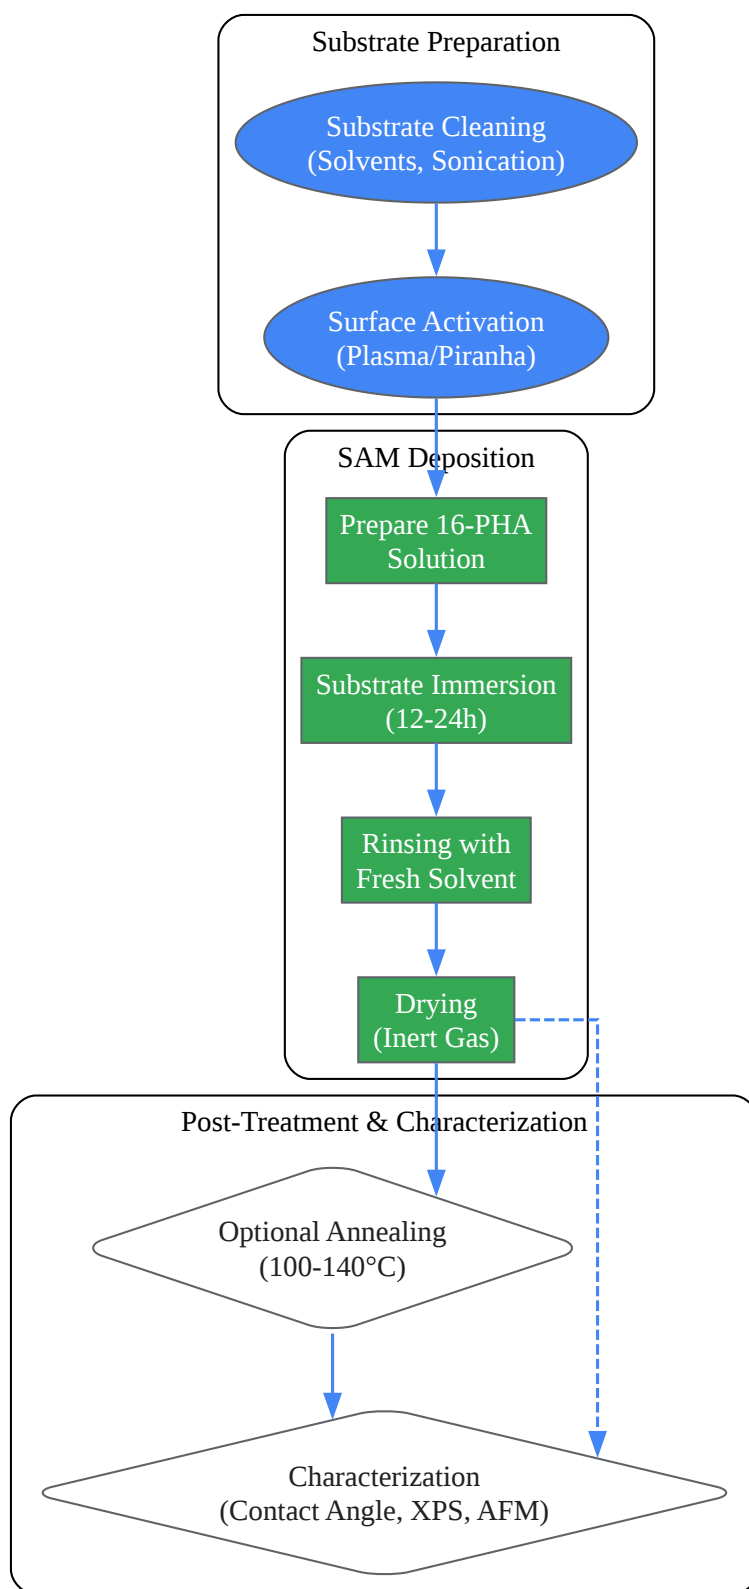 Substrate Preparation
Substrate Cleaning
(Solvents, Sonication)
Surface Activation
(Plasma/Piranha)
SAM Deposition
Prepare 16-PHA
Solution
Substrate Immersion
(12-24h)
Rinsing with
Fresh Solvent
Drying
(Inert Gas)
Post-Treatment & Characterization
Optional Annealing
(100-140°C)
Characterization
(Contact Angle, XPS, AFM)